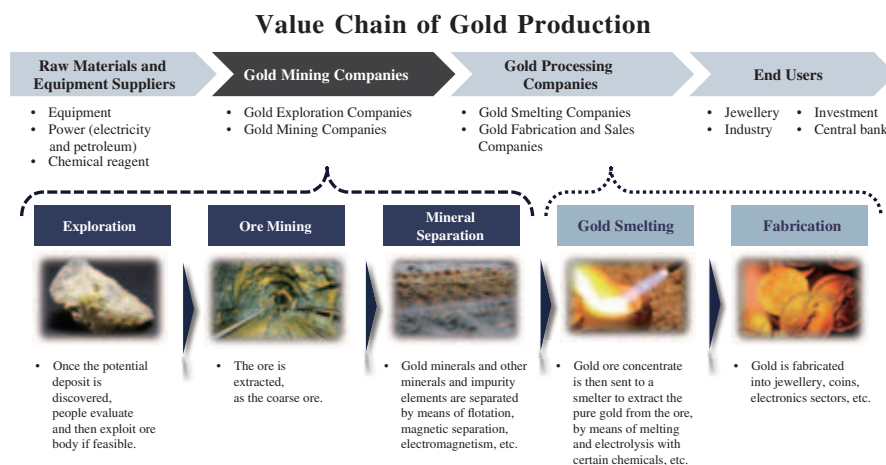 Value Chain of Gold Production
Raw Materials and
Equipment Suppliers
Gold Mining Companies
Gold Processing
Companies
End Users
• Equipment
• Power (electricity
and petroleum)
• Chemical reagent
• Gold Exploration Companies
• Gold Mining Companies
• Gold Smelting Companies
• Gold Fabrication and Sales
Companies
• Jewellery
• Industry
• Investment
• Central bank
Exploration
Ore Mining
Mineral
Separation
Gold Smelting
Fabrication
• Once the potential
deposit is
discovered,
people evaluate
and then exploit ore
body if feasible.
• The ore is
extracted,
as the coarse ore.
• Gold minerals and other
minerals and impurity
elements are separated
by means of flotation,
magnetic separation,
electromagnetism, etc.
• Gold ore concentrate
is then sent to a
smelter to extract the
pure gold from the ore,
by means of melting
and electrolysis with
certain chemicals, etc.
• Gold is fabricated
into jewellery, coins,
electronics sectors, etc.